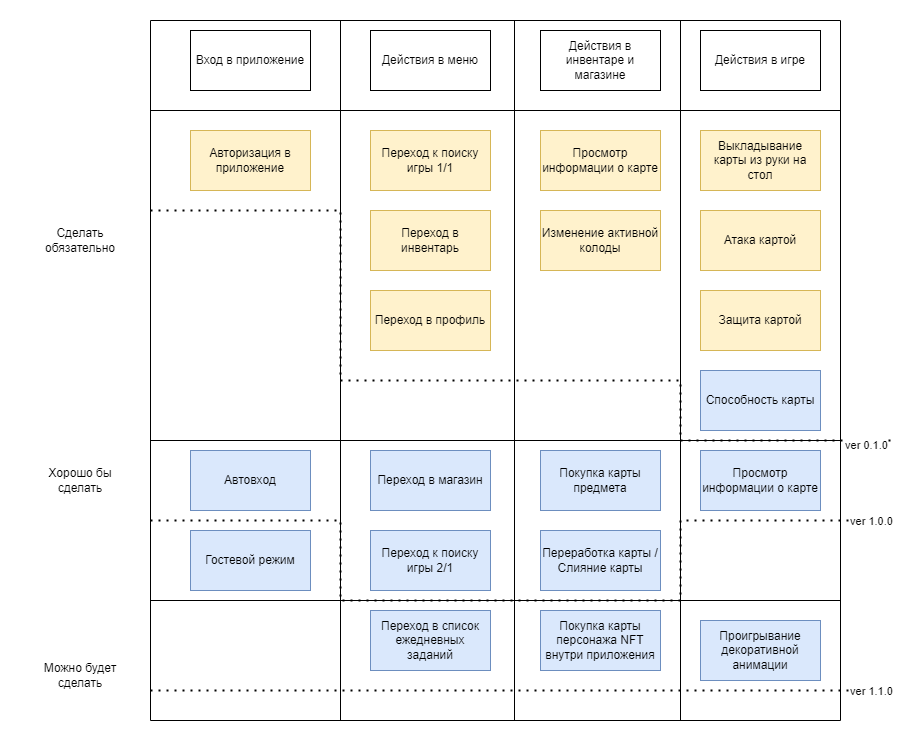 Вход в приложение
Действия в меню
Действия в
инвентаре и
магазине
Действия в игре
Сделать
обязательно
Авторизация в
приложение
Переход к поиску
игры 1/1
Просмотр
информации о карте
Выкладывание
карты из руки на
стол
Переход в
инвентарь
Изменение активной
колоды
Атака картой
Переход в профиль
Защита картой
Способность карты
ver 0.1.0*
Хорошо бы
сделать
Автовход
Переход в магазин
Покупка карты
предмета
Просмотр
информации о карте
ver 1.0.0
Гостевой режим
Переход к поиску
игры 2/1
Переработка карты /
Слияние карты
Можно будет
сделать
Переход в список
ежедневных
заданий
Покупка карты
персонажа NFT
внутри приложения
Проигрывание
декоративной
анимации
ver 1.1.0